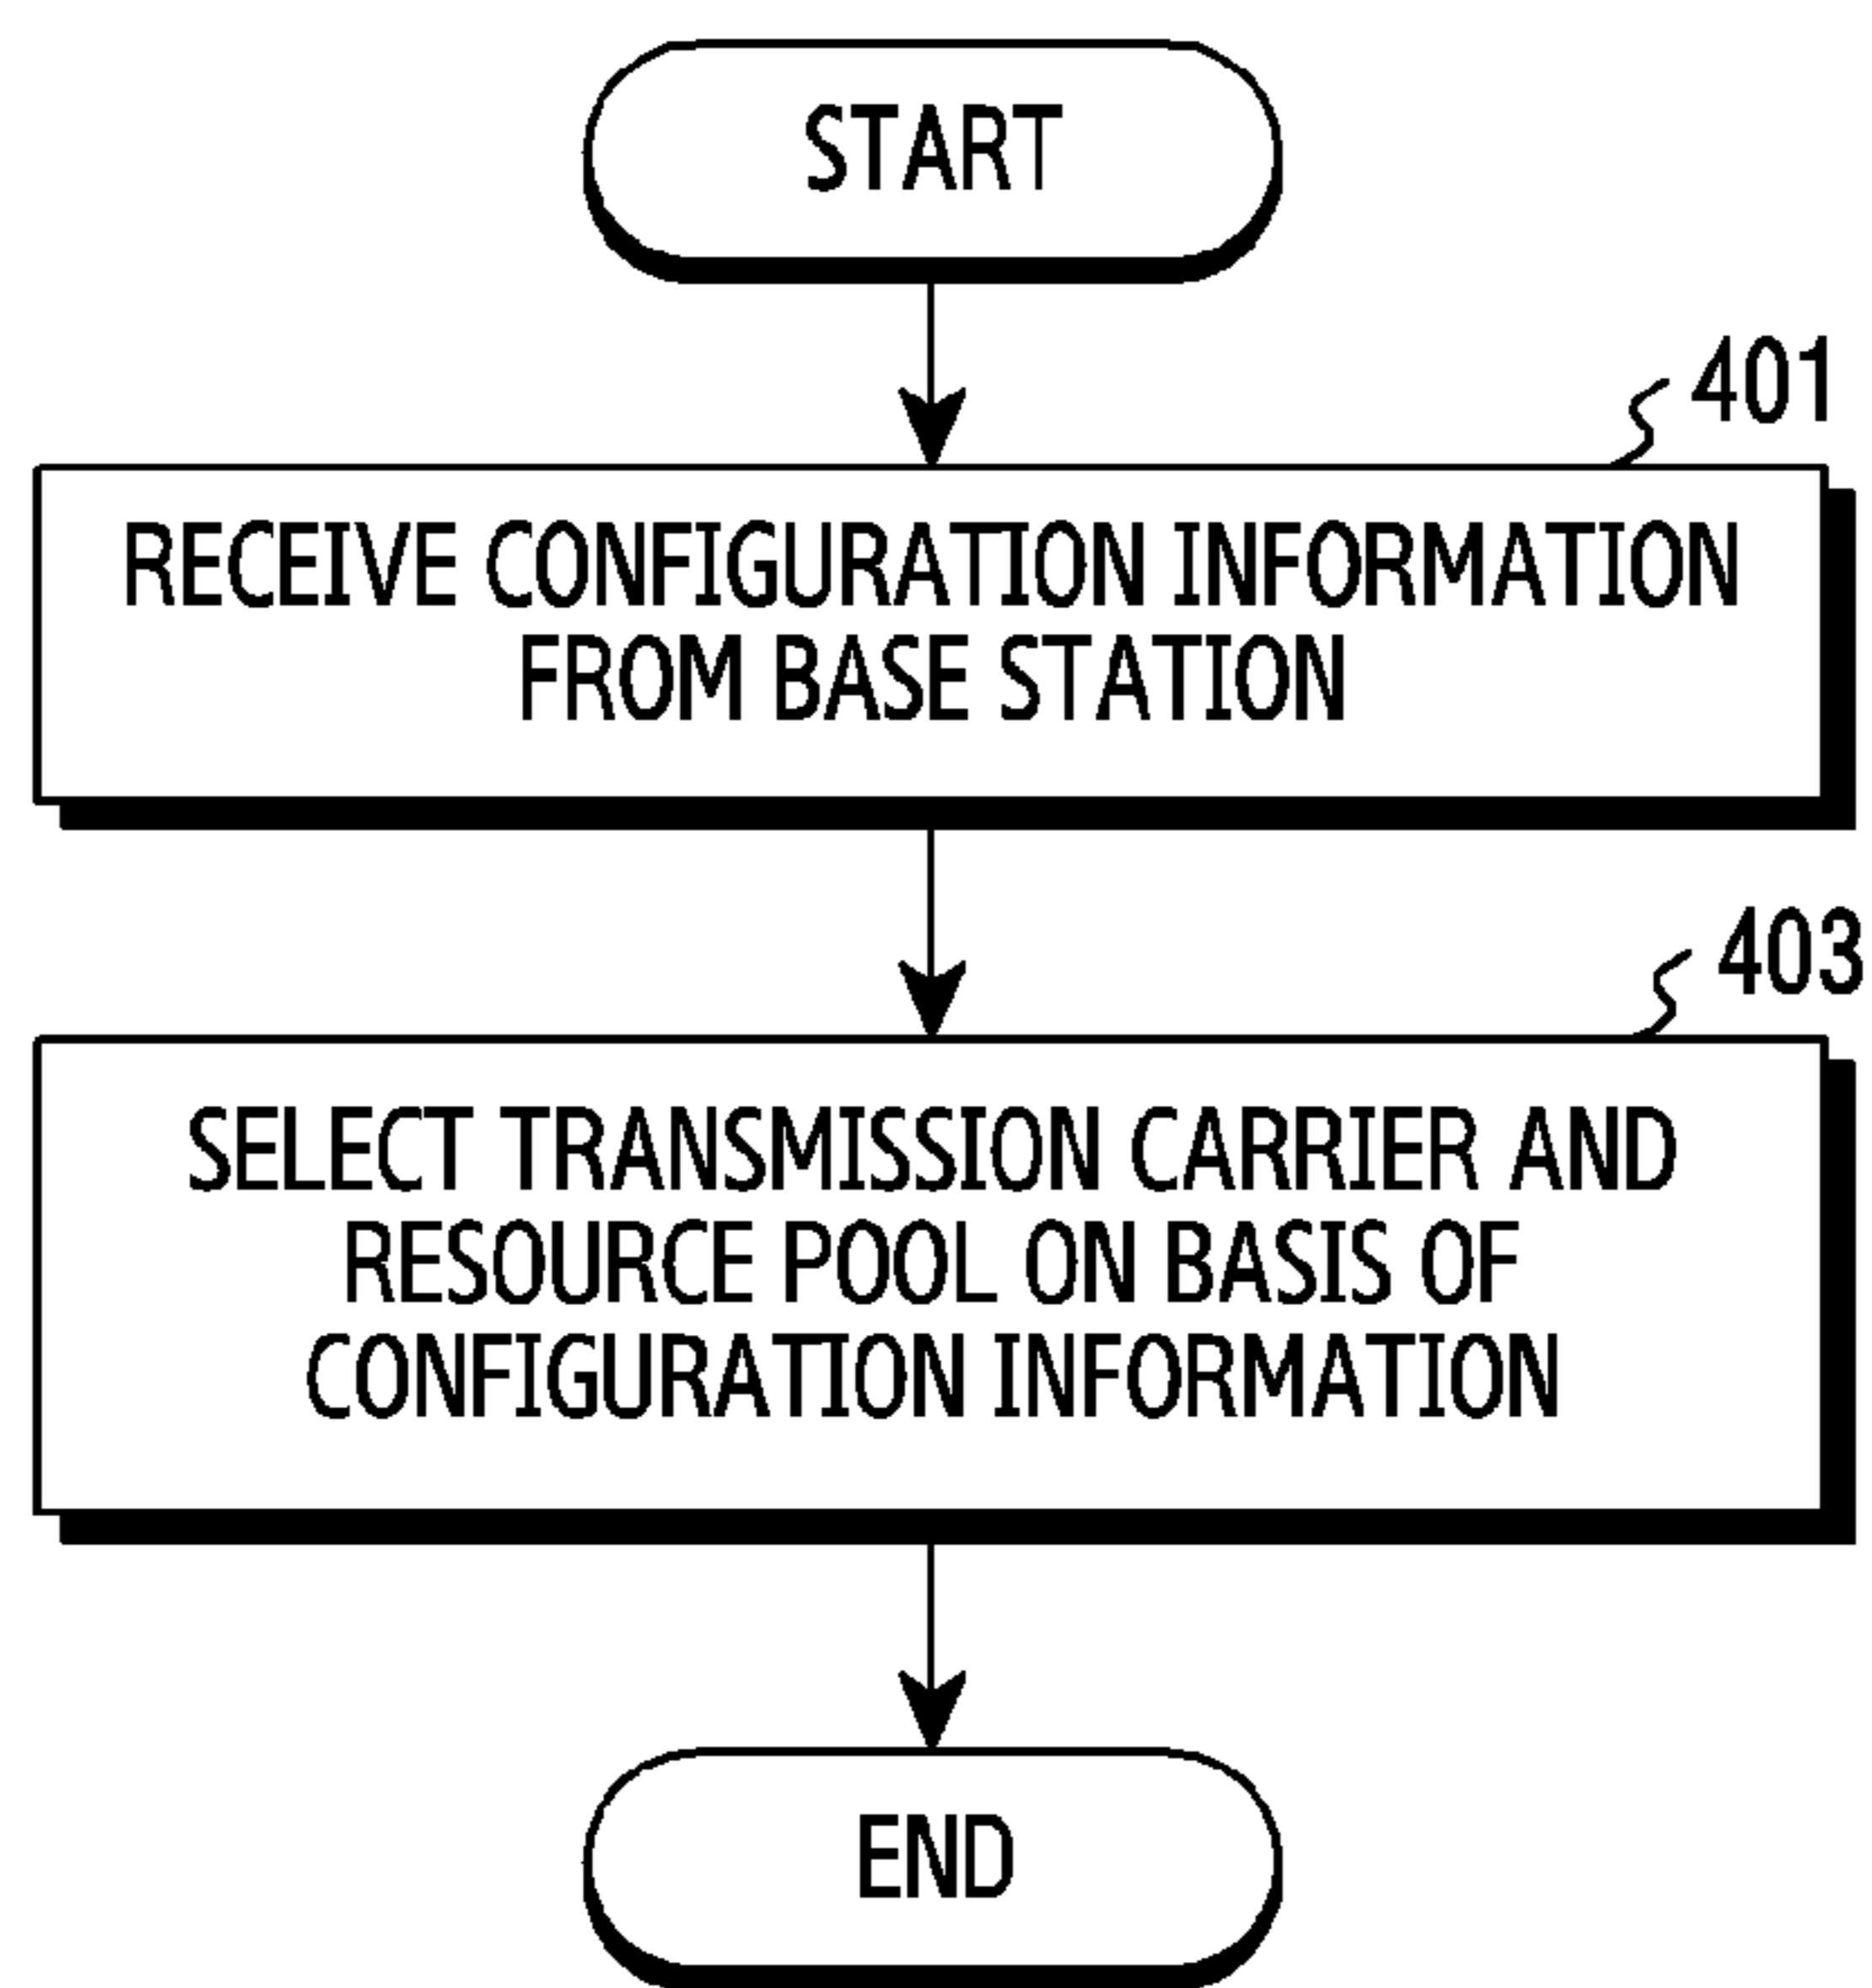 START
401
RECEIVE CONFIGURATION INFORMATION
FROM BASE STATION
403
SELECT TRANSMISSION CARRIER AND
RESOURCE POOL ON BASIS OF
CONFIGURATION INFORMATION
END